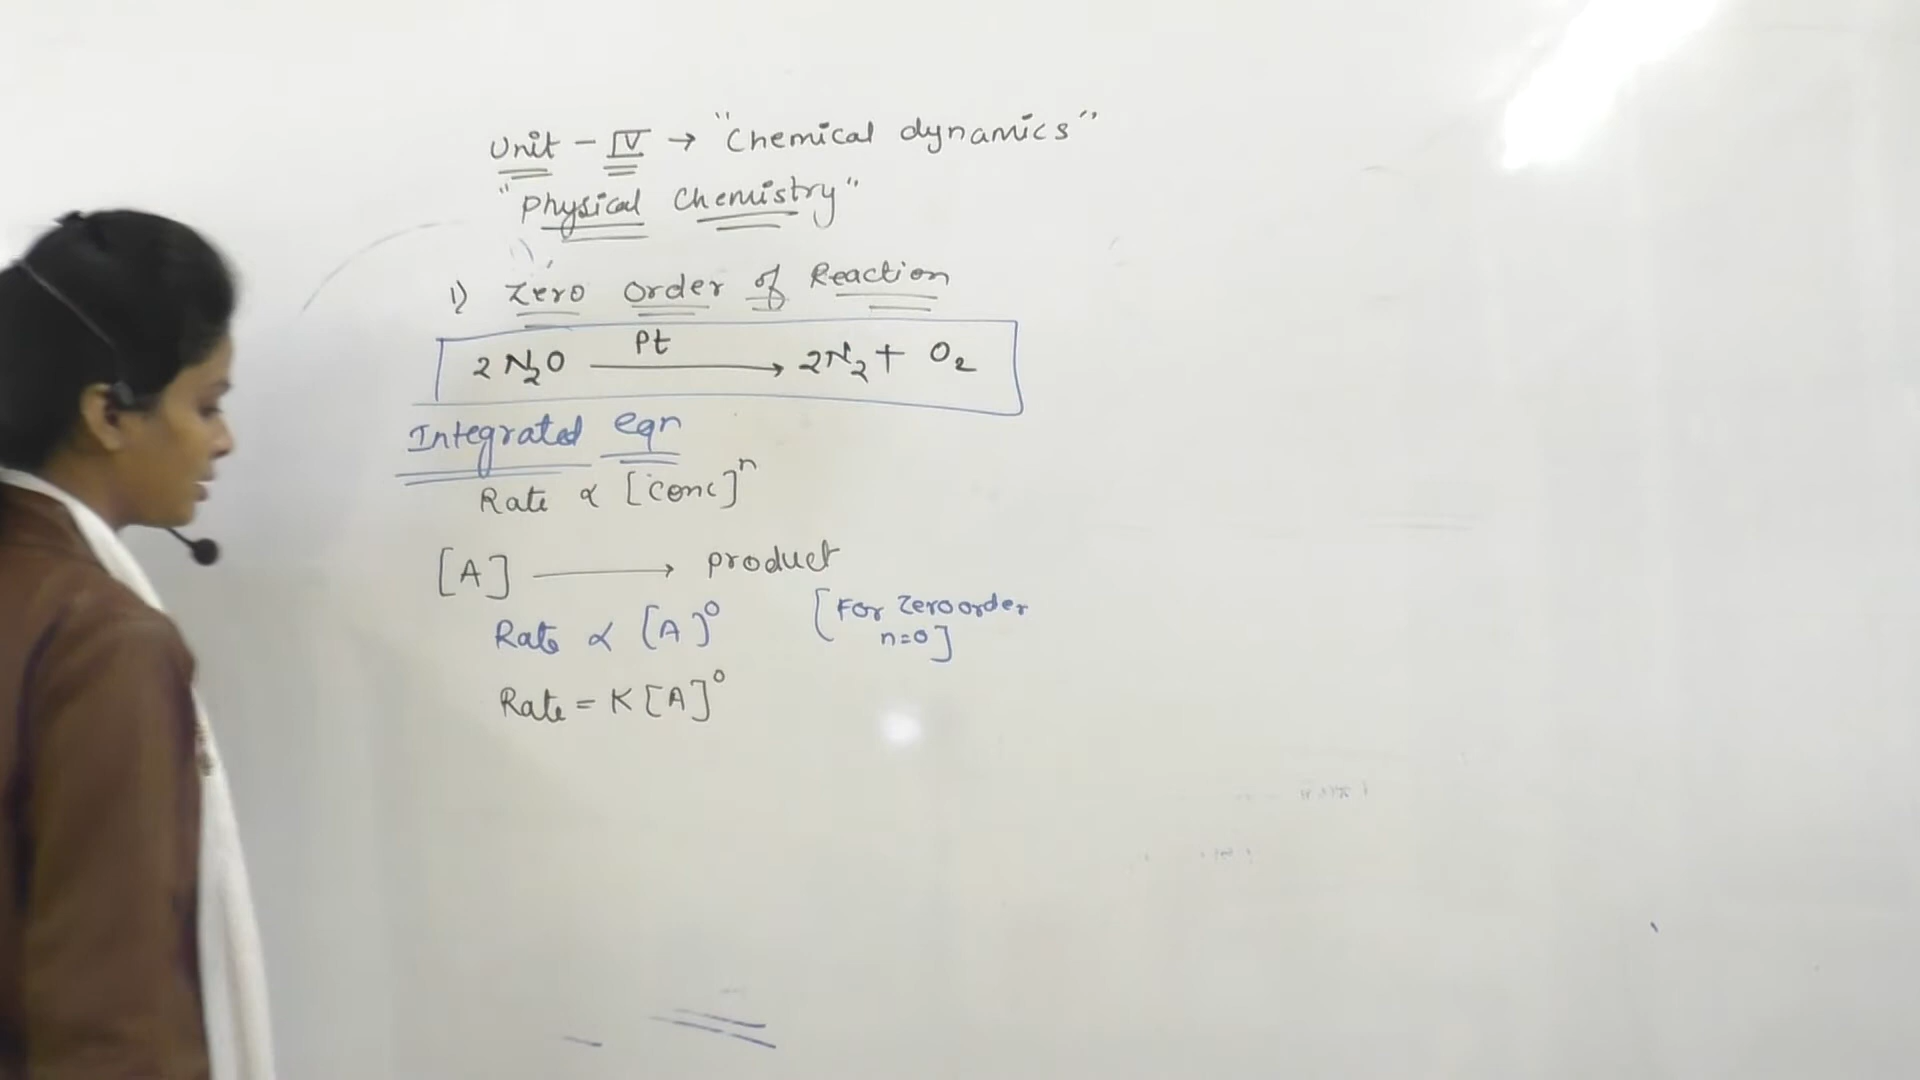 Unit - IV → "Chemical dynamics"
"Physical Chemistry"
1) Zero order of Reaction
2 N₂O —Pt→ 2N₂ + O₂
Integrated eqn
Rate ∝ [conc]ⁿ
[A] → product
Rate ∝ [A]⁰ [For Zero order
n=0]
Rate = K[A]⁰